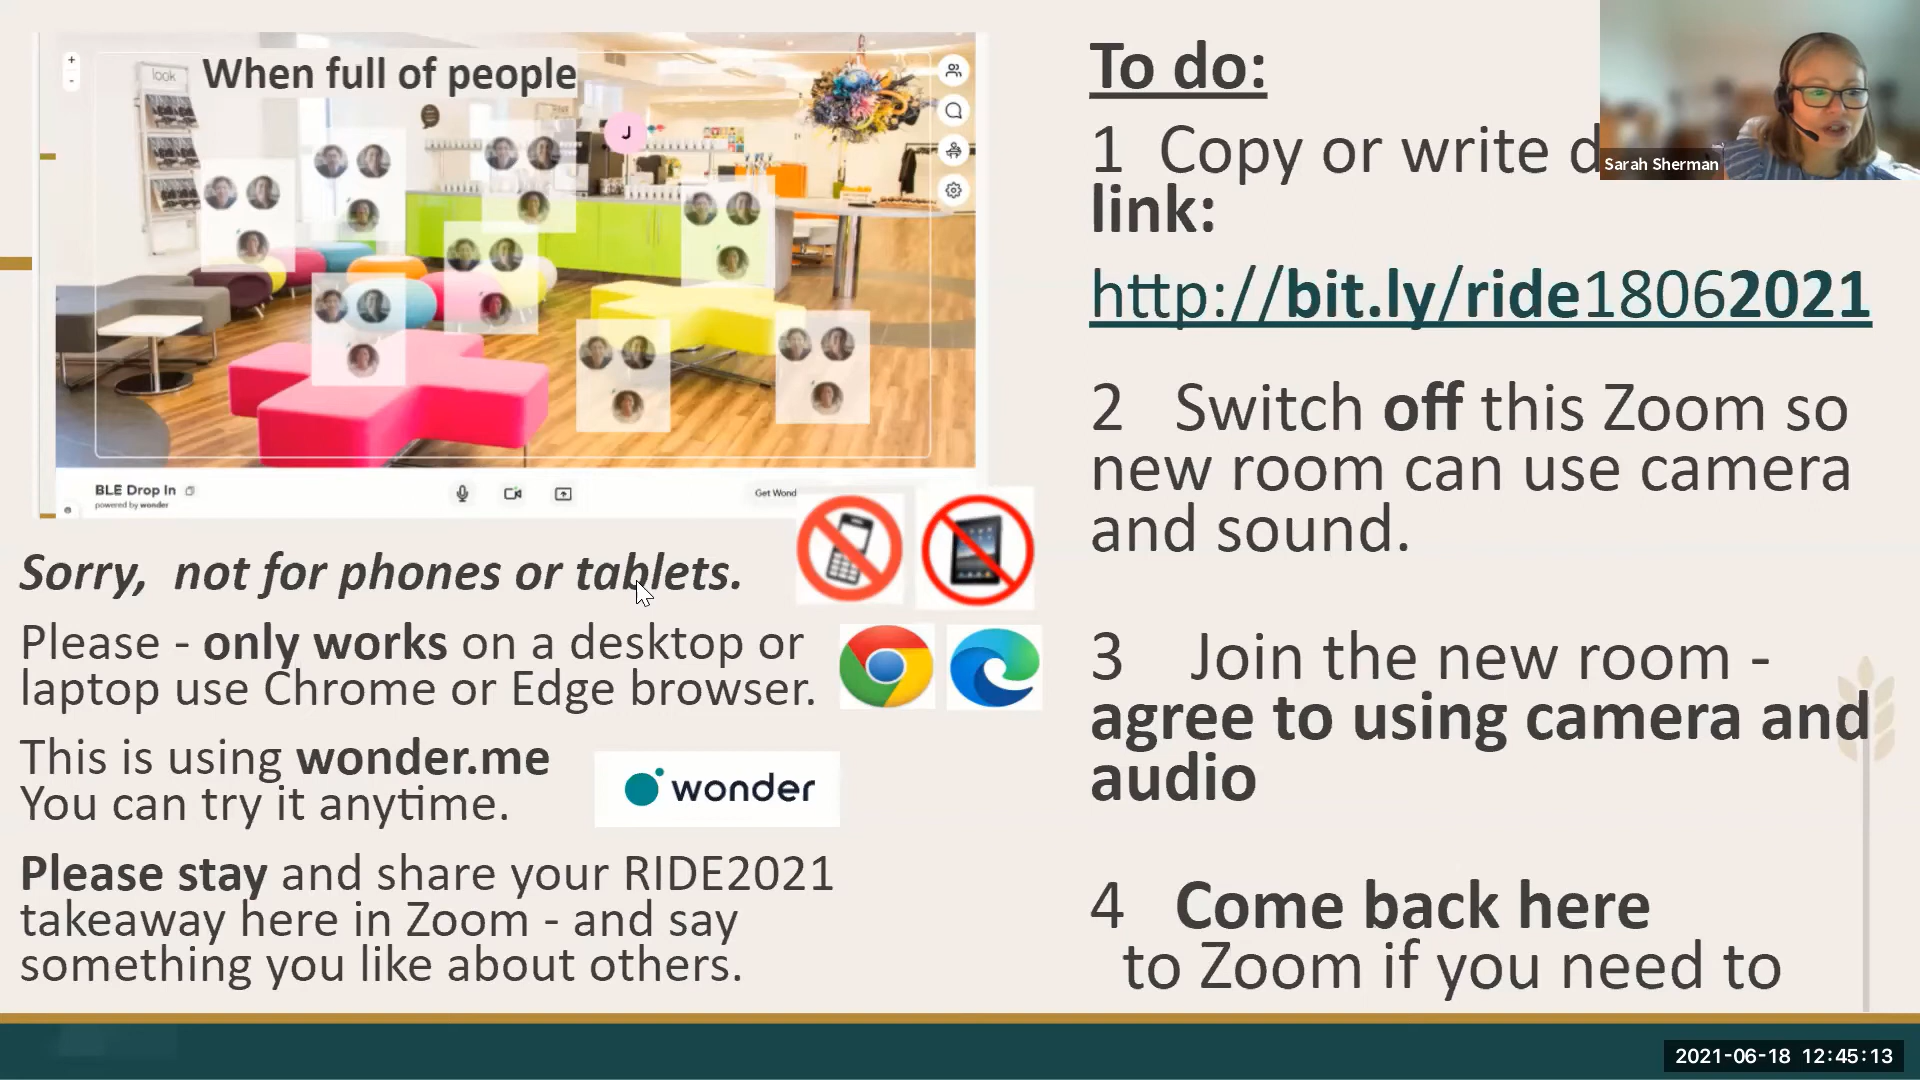 look
When full of people
J
BLE Drop In
powered by wonder
Get Wond
Sorry, not for phones or tablets.
Please - only works on a desktop or
laptop use Chrome or Edge browser.
This is using wonder.me
You can try it anytime.
wonder
Please stay and share your RIDE2021
takeaway here in Zoom - and say
something you like about others.
To do:
1 Copy or write d
link:
http://bit.ly/ride18062021
2 Switch off this Zoom so
new room can use camera
and sound.
3 Join the new room -
agree to using camera and
audio
4 Come back here
to Zoom if you need to
Sarah Sherman
2021-06-18 12:45:13